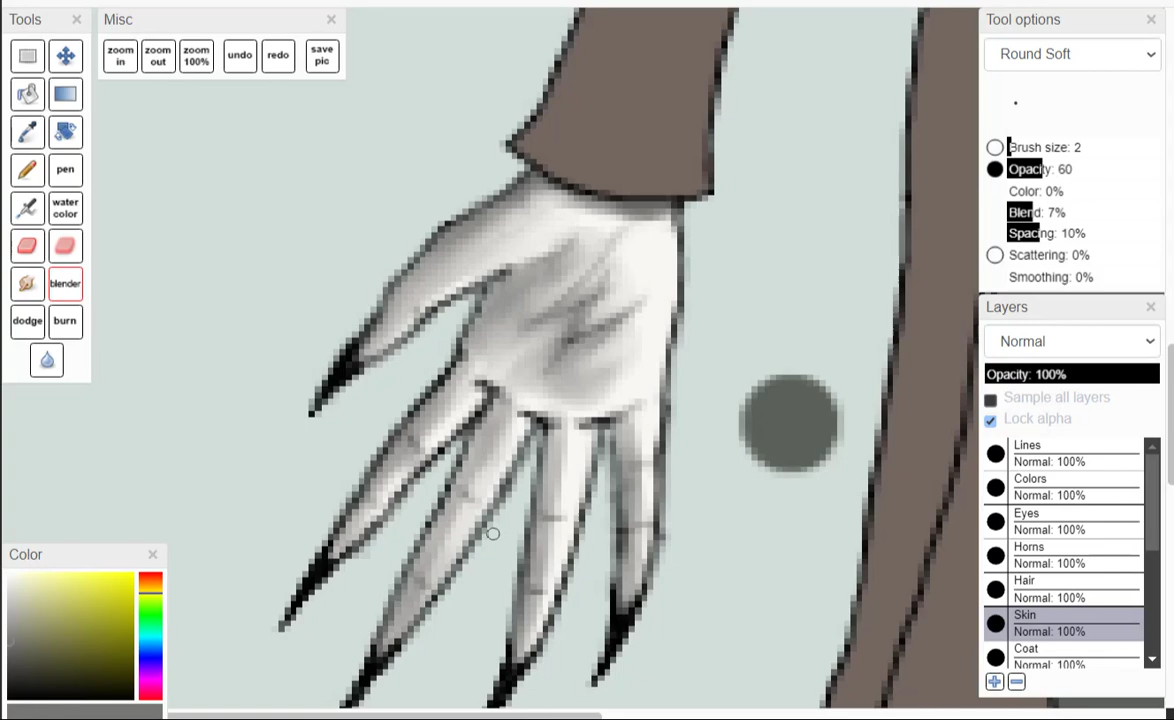 Tools
Misc
zoom in
zoom out
zoom 100%
undo
redo
save pic
pen
water color
blender
dodge
burn
Color
Tool options
Round Soft
Brush size: 2
Opacity: 60
Color: 0%
Blend: 7%
Spacing: 10%
Scattering: 0%
Smoothing: 0%
Layers
Normal
Opacity: 100%
Sample all layers
Lock alpha
Lines
Normal: 100%
Colors
Normal: 100%
Eyes
Normal: 100%
Horns
Normal: 100%
Hair
Normal: 100%
Skin
Normal: 100%
Coat
Normal: 100%